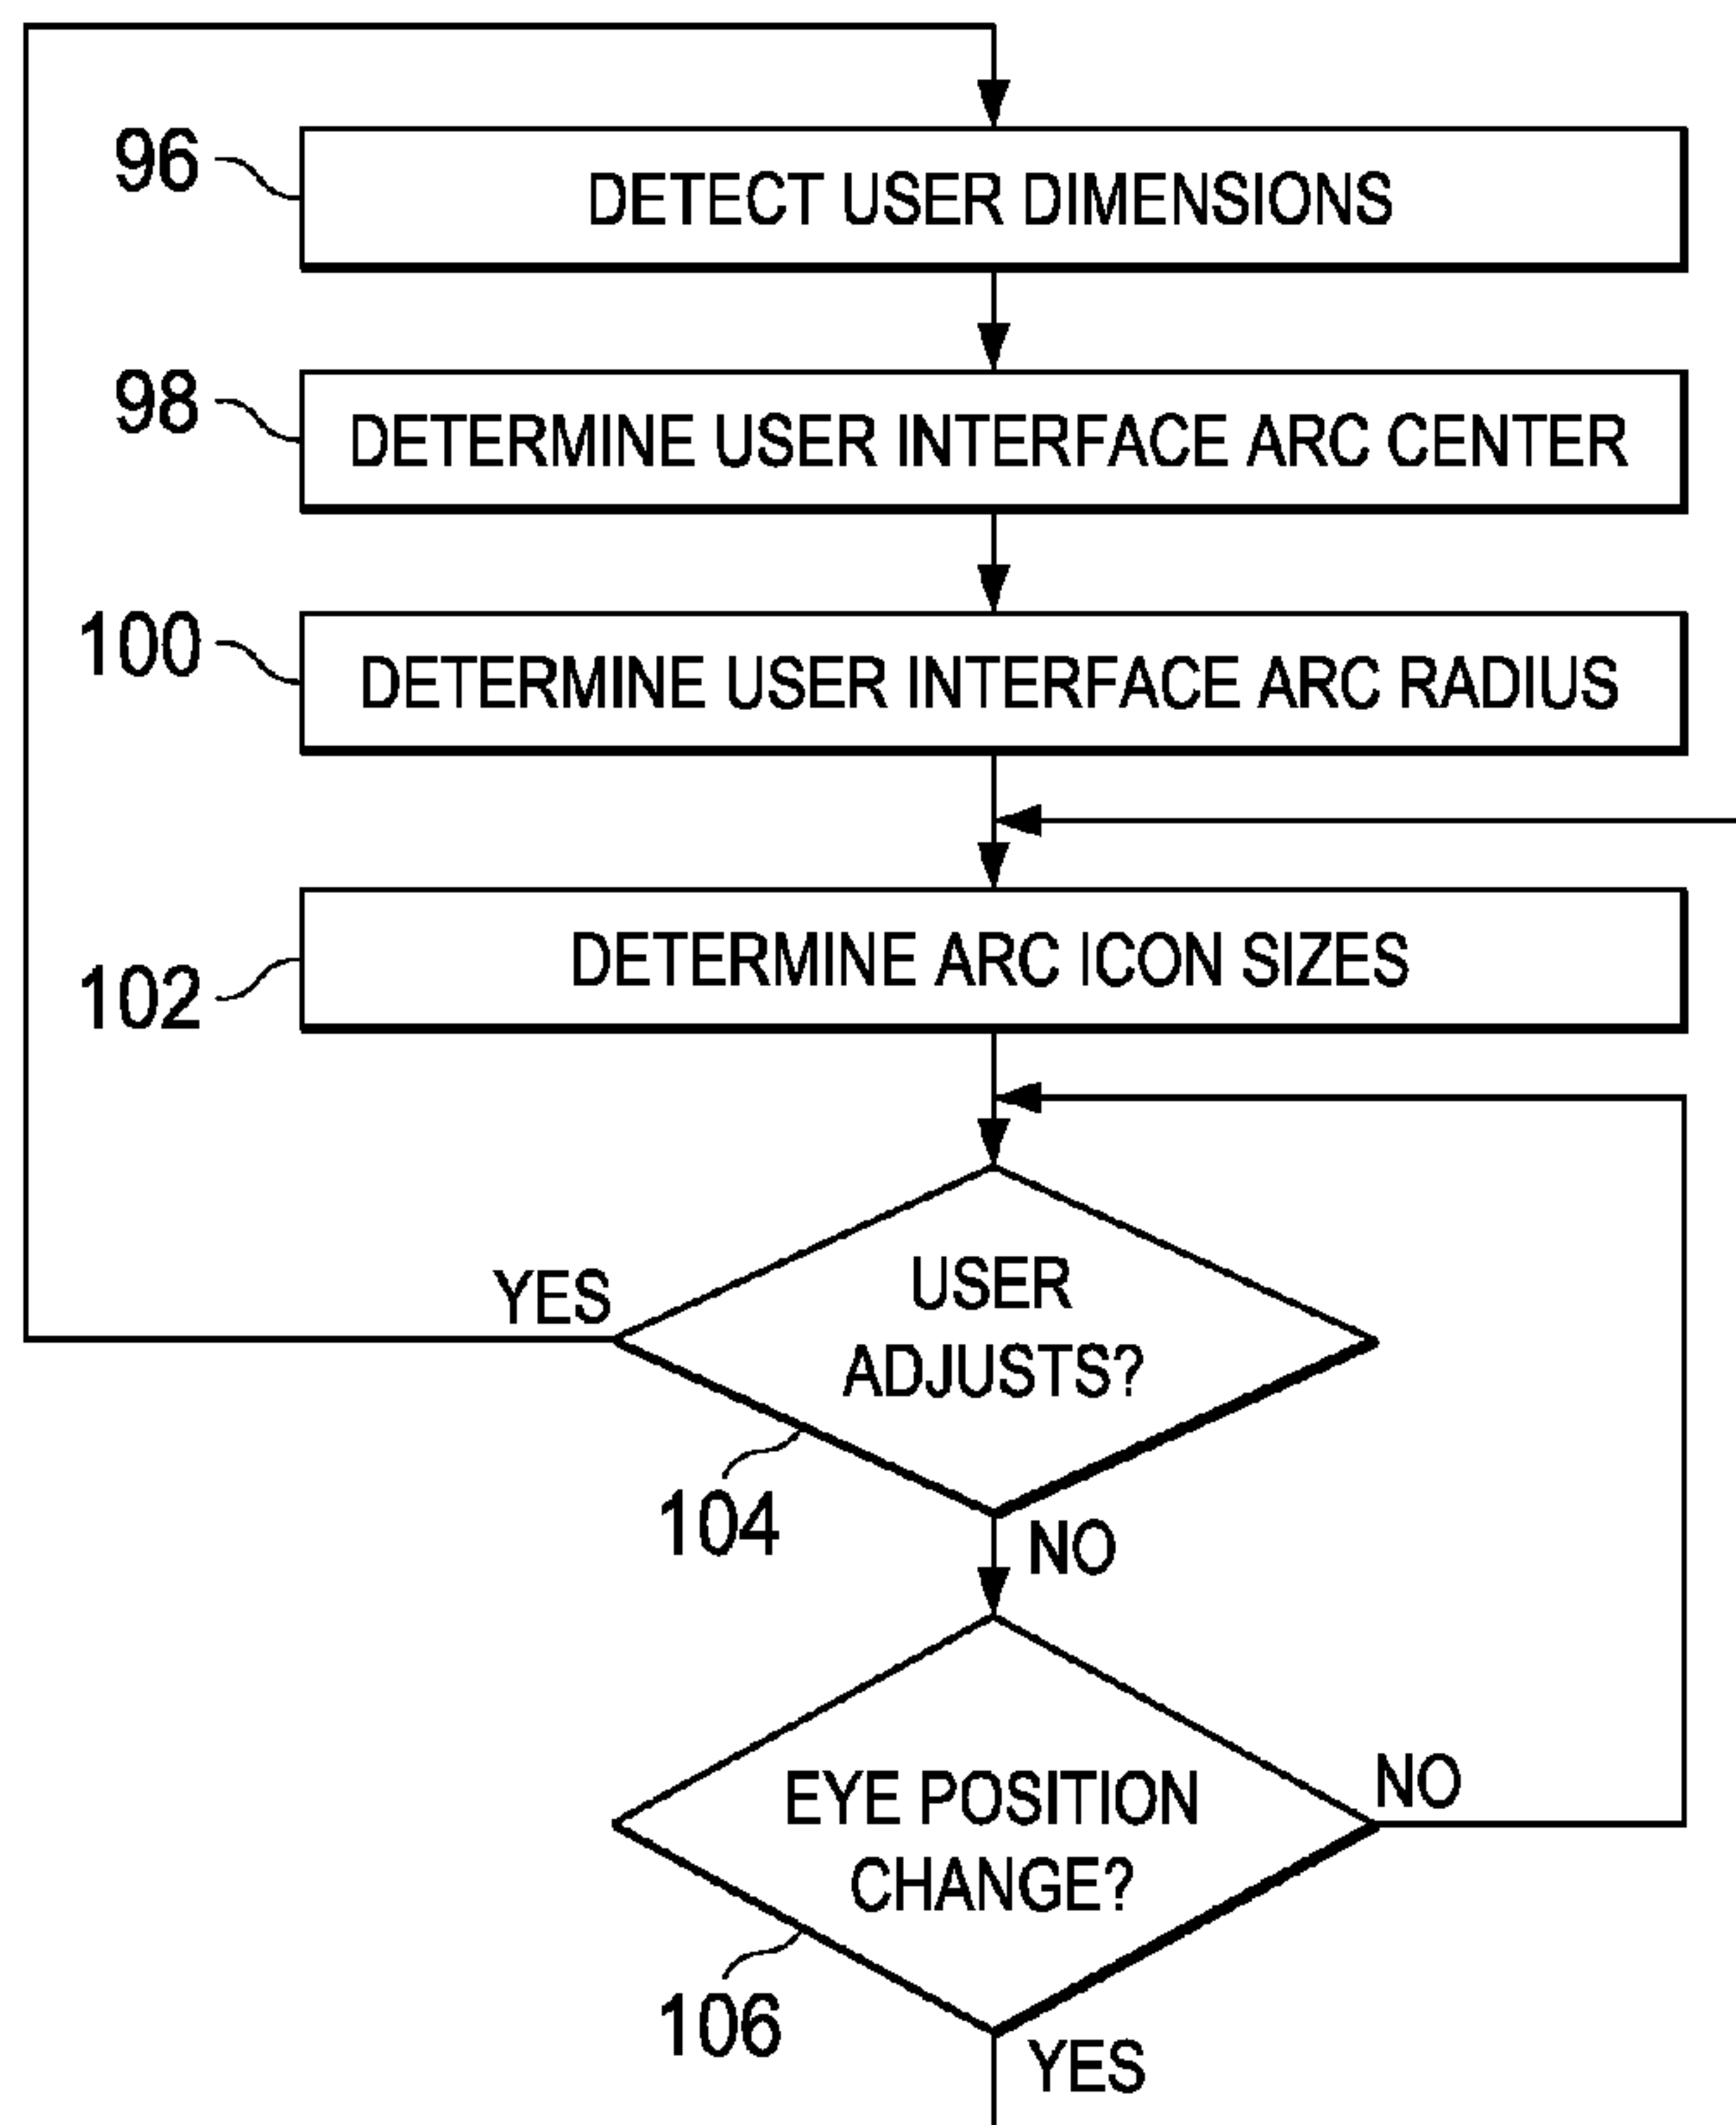 96
DETECT USER DIMENSIONS
98
DETERMINE USER INTERFACE ARC CENTER
100
DETERMINE USER INTERFACE ARC RADIUS
102
DETERMINE ARC ICON SIZES
YES
USER
ADJUSTS?
104
NO
EYE POSITION
CHANGE?
NO
106
YES